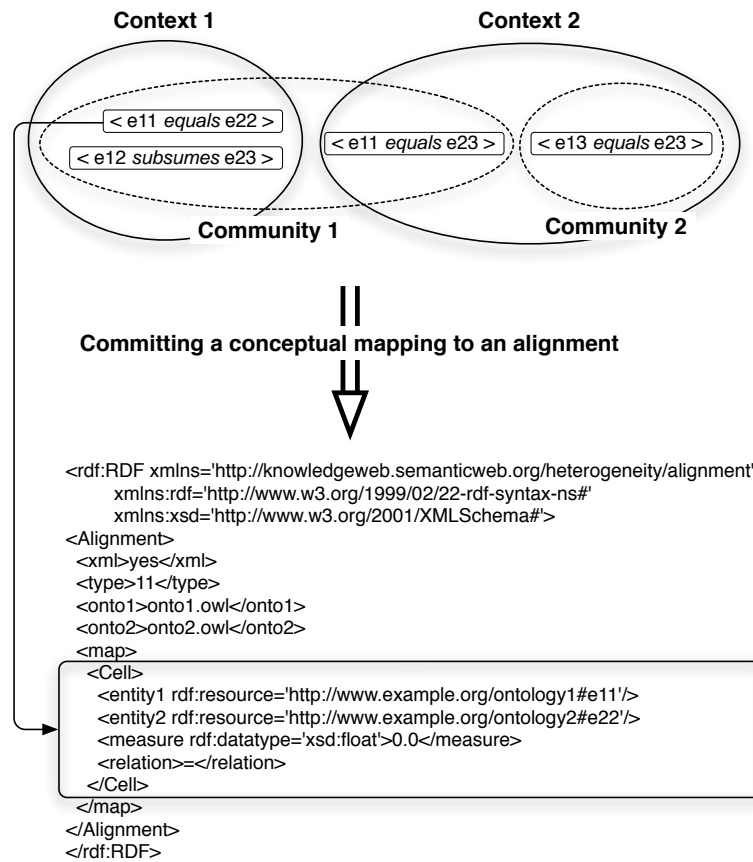 Context 1
Context 2
< e11 equals e22 >
< e12 subsumes e23 >
< e11 equals e23 >
< e13 equals e23 >
Community 1
Community 2
Committing a conceptual mapping to an alignment
<rdf:RDF xmlns='http://knowledgeweb.semanticweb.org/heterogeneity/alignment'
xmlns:rdf='http://www.w3.org/1999/02/22-rdf-syntax-ns#'
xmlns:xsd='http://www.w3.org/2001/XMLSchema#'>
<Alignment>
<xml>yes</xml>
<type>11</type>
<onto1>onto1.owl</onto1>
<onto2>onto2.owl</onto2>
<map>
<Cell>
<entity1 rdf:resource='http://www.example.org/ontology1#e11'/>
<entity2 rdf:resource='http://www.example.org/ontology2#e22'/>
<measure rdf:datatype='xsd:float'>0.0</measure>
<relation>=</relation>
</Cell>
</map>
</Alignment>
</rdf:RDF>